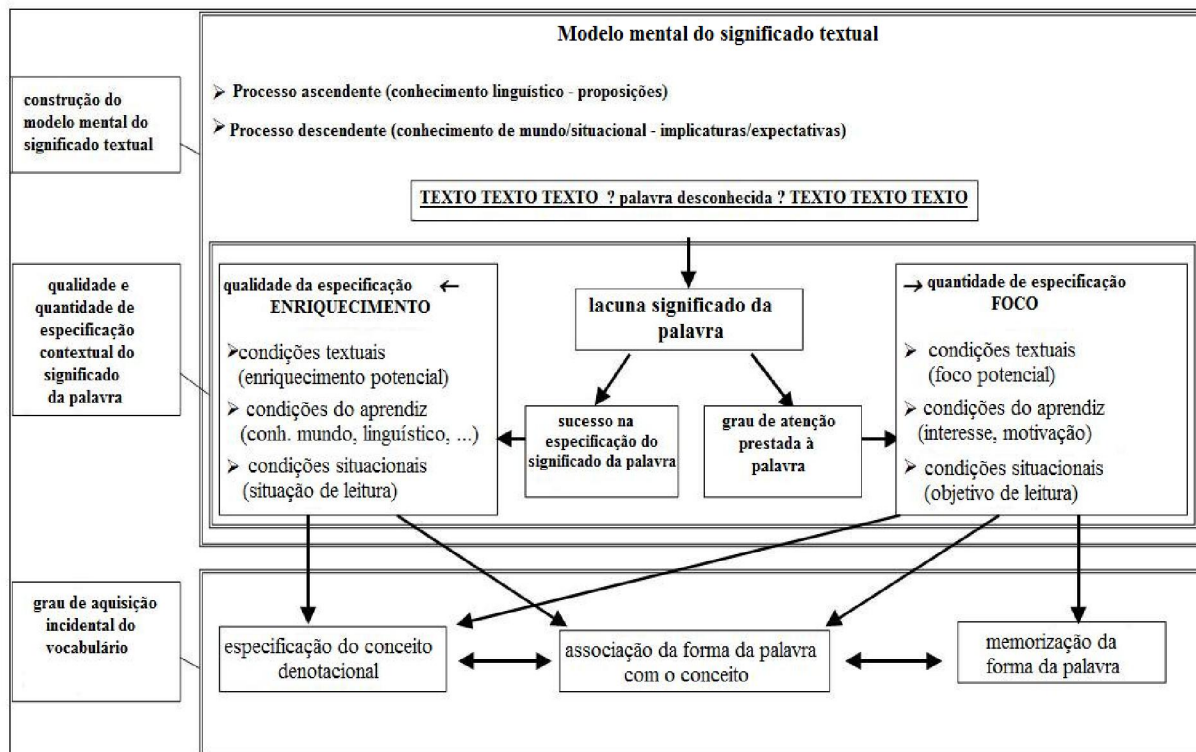 Modelo mental do significado textual
construção do
modelo mental do
significado textual
➢ Processo ascendente (conhecimento linguístico - proposições)
➢ Processo descendente (conhecimento de mundo/situacional - implicaturas/expectativas)
TEXTO TEXTO TEXTO ? palavra desconhecida ? TEXTO TEXTO TEXTO
qualidade e
quantidade de
especificação
contextual do
significado
da palavra
qualidade da especificação ←
ENRIQUECIMENTO
➢condições textuais
(enriquecimento potencial)
➢ condições do aprendiz
(conh. mundo, linguístico, ...)
➢ condições situacionais
(situação de leitura)
lacuna significado da
palavra
sucesso na
especificação do
significado da palavra
grau de atenção
prestada à
palavra
→ quantidade de especificação
FOCO
➢ condições textuais
(foco potencial)
➢ condições do aprendiz
(interesse, motivação)
➢ condições situacionais
(objetivo de leitura)
grau de aquisição
incidental do
vocabulário
especificação do conceito
denotacional
associação da forma da palavra
com o conceito
memorização da
forma da palavra